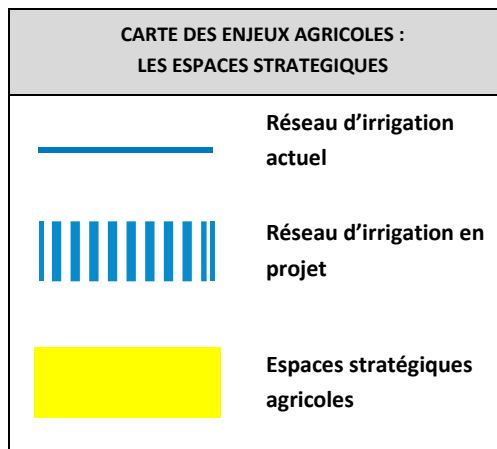 CARTE DES ENJEUX AGRICOLES :
LES ESPACES STRATEGIQUES
Réseau d’irrigation
actuel
Réseau d’irrigation en
projet
Espaces stratégiques
agricoles